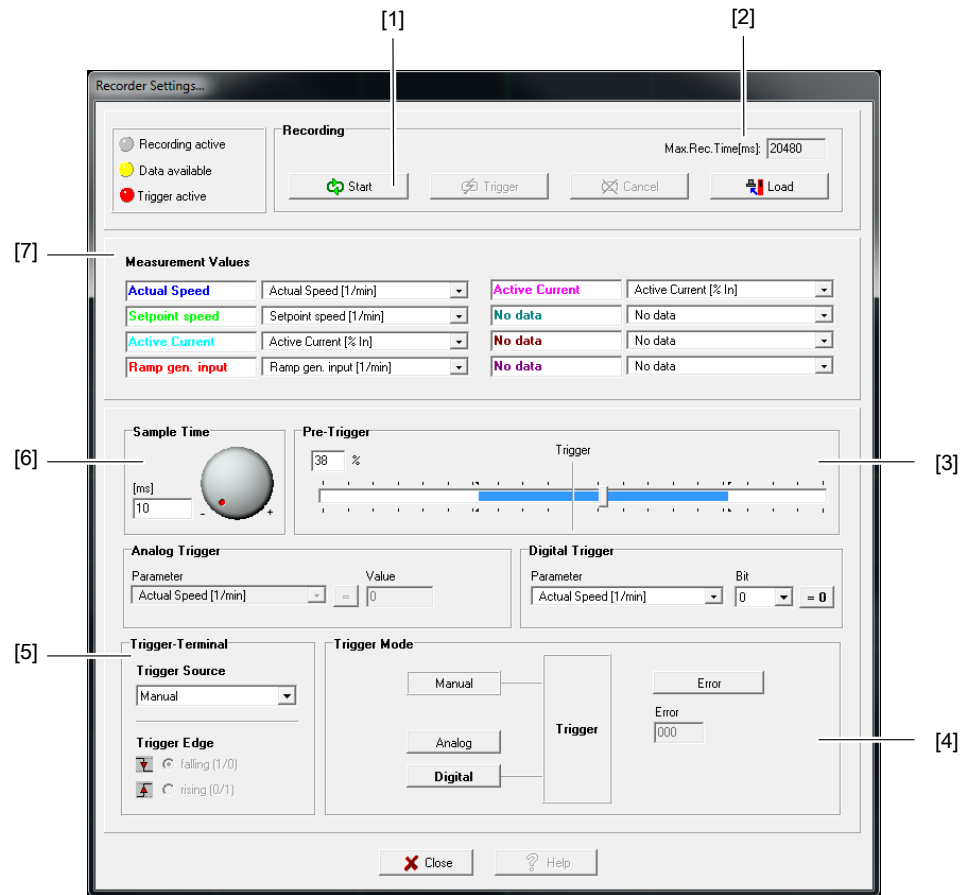 [1]
[2]
Recorder Settings...
Recording active
Data available
Trigger active
Recording
Max.Rec.Time[ms]: 20480
Start
Trigger
Cancel
Load
[7]
Measurement Values
Actual Speed Actual Speed [1/min] Active Current Active Current [% In]
Setpoint speed Setpoint speed [1/min] No data No data
Active Current Active Current [% In] No data No data
Ramp gen. input Ramp gen. input [1/min] No data No data
[6]
Sample Time
[ms]
10
- +
Pre-Trigger
38 %
Trigger
[3]
Analog Trigger
Parameter Value
Actual Speed [1/min] = 0
Digital Trigger
Parameter Bit
Actual Speed [1/min] 0 = 0
[5]
Trigger-Terminal
Trigger Source
Manual
Trigger Edge
falling (1/0)
rising (0/1)
Trigger Mode
Manual
Analog
Digital
Trigger
Error
Error
000
[4]
Close
? Help